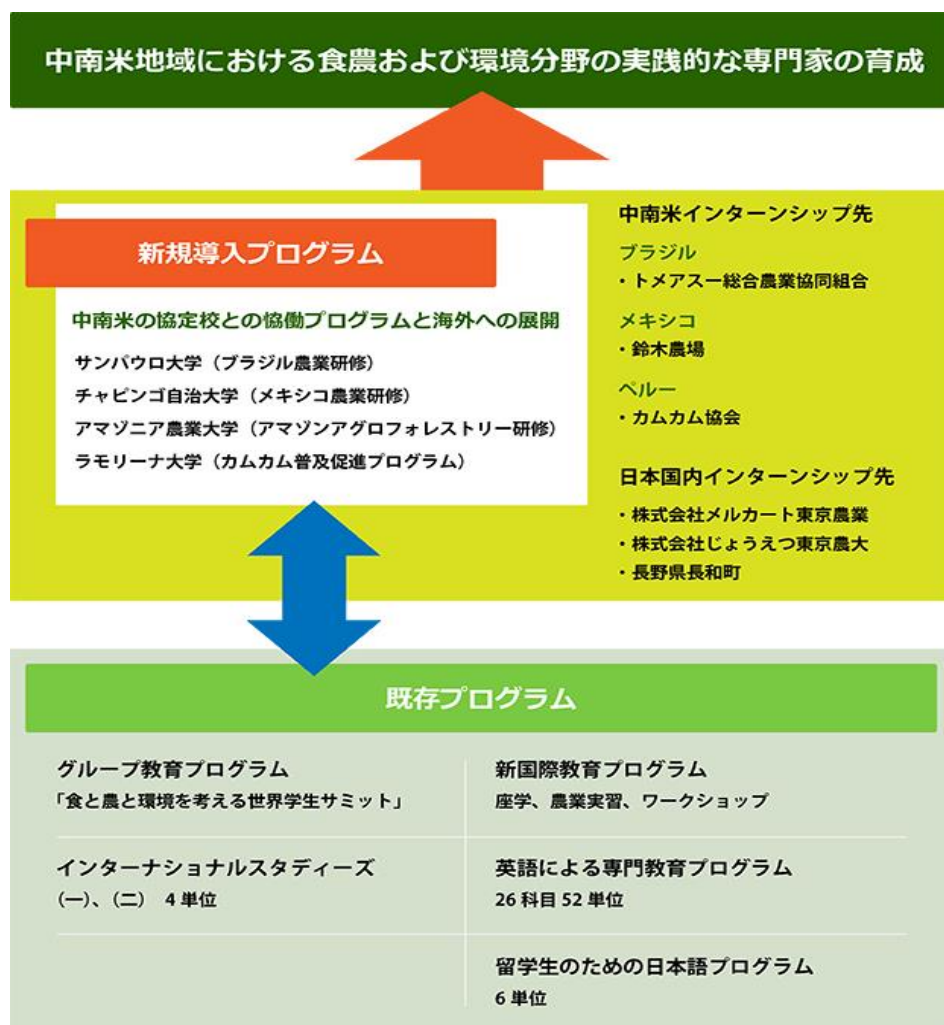 中南米地域における食農および環境分野の実践的な専門家の育成
新規導入プログラム
中南米の協定校との協働プログラムと海外への展開
サンパウロ大学（ブラジル農業研修）
チャピンゴ自治大学（メキシコ農業研修）
アマゾニア農業大学（アマゾンアグロフォレストリー研修）
ラモリーナ大学（カムカム普及促進プログラム）
中南米インターンシップ先
ブラジル
・トメアスー総合農業協同組合
メキシコ
・鈴木農場
ペルー
・カムカム協会
日本国内インターンシップ先
・株式会社メルカート東京農業
・株式会社じょうえつ東京農大
・長野県長和町
既存プログラム
グループ教育プログラム
「食と農と環境を考える世界学生サミット」
インターナショナルスタディーズ
（一）、（二） 4単位
新国際教育プログラム
座学、農業実習、ワークショップ
英語による専門教育プログラム
26科目52単位
留学生のための日本語プログラム
6単位